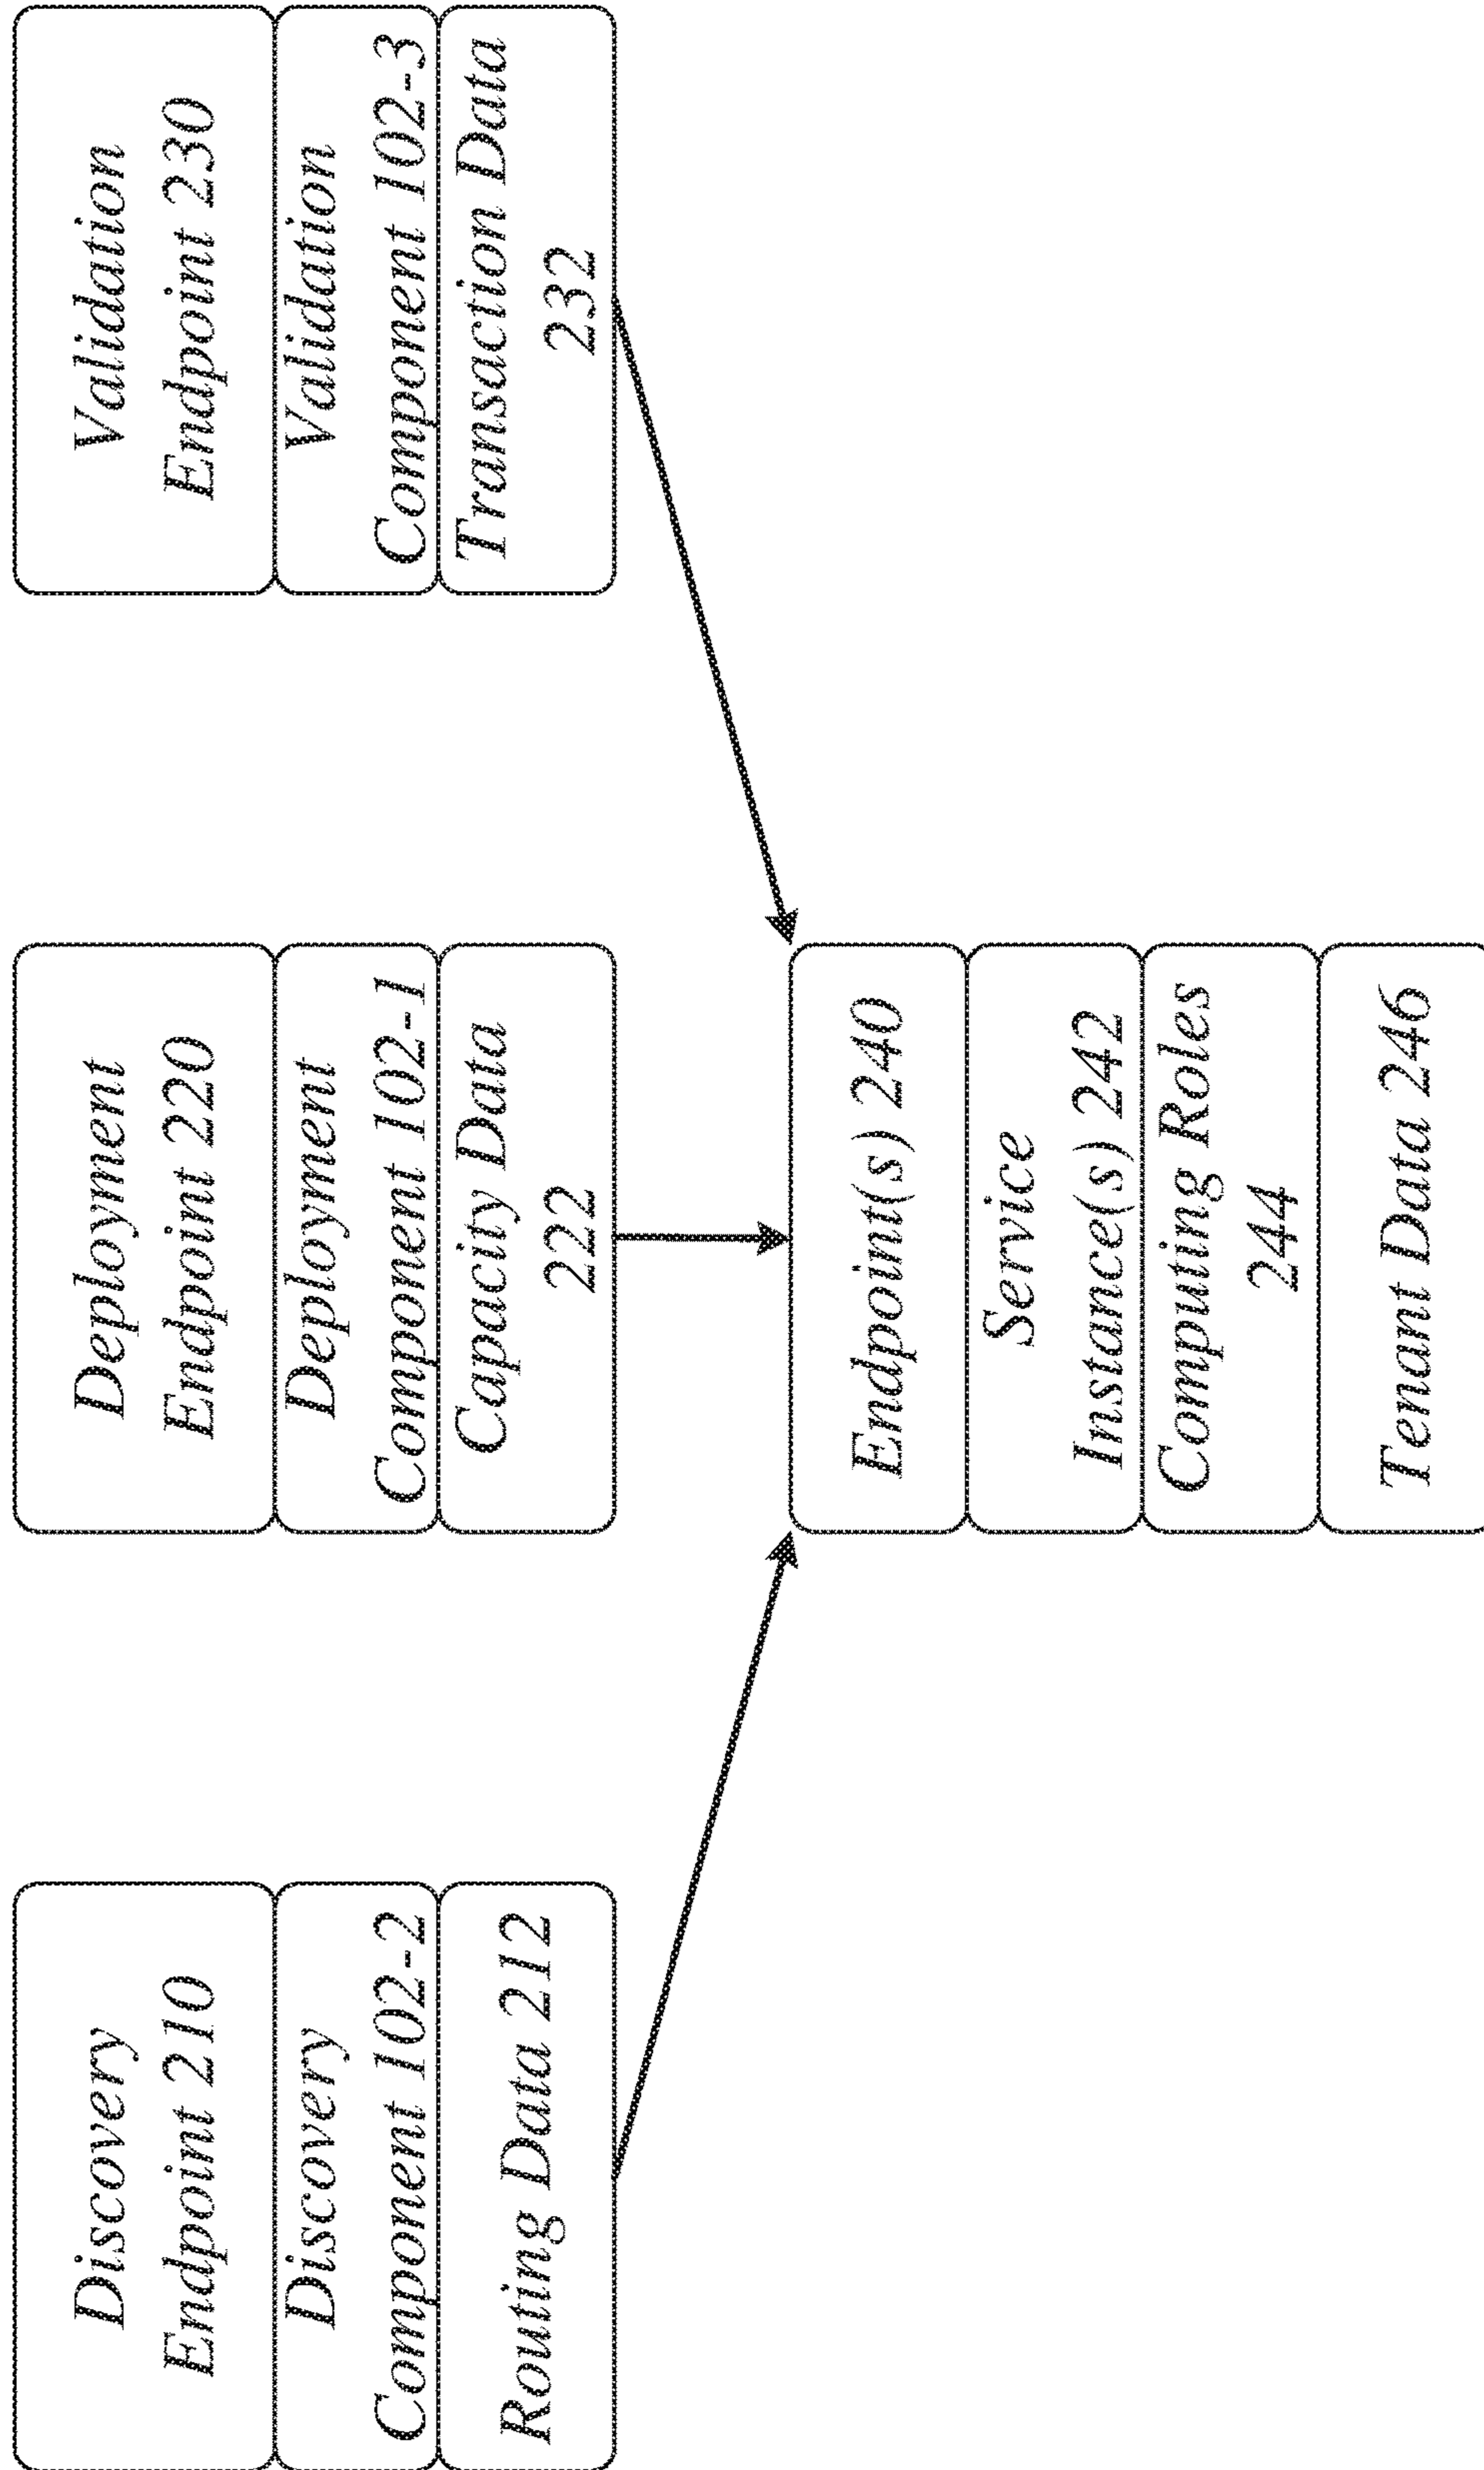 Discovery
Endpoint 210
Discovery
Component 102-2
Routing Data 212
Deployment
Endpoint 220
Deployment
Component 102-1
Capacity Data
222
Validation
Endpoint 230
Validation
Component 102-3
Transaction Data
232
Endpoint(s) 240
Service
Instance(s) 242
Computing Roles
244
Tenant Data 246